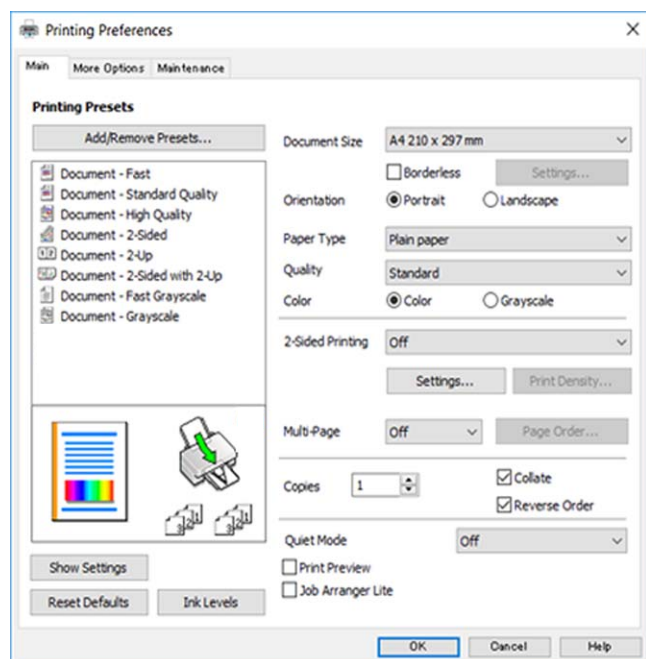 Printing Preferences
Main More Options Maintenance
Printing Presets
Add/Remove Presets...
Document - Fast
Document - Standard Quality
Document - High Quality
Document - 2-Sided
Document - 2-Up
Document - 2-Sided with 2-Up
Document - Fast Grayscale
Document - Grayscale
Show Settings
Reset Defaults Ink Levels
Document Size A4 210 x 297 mm
Borderless Settings...
Orientation Portrait Landscape
Paper Type Plain paper
Quality Standard
Color Color Grayscale
2-Sided Printing Off
Settings... Print Density...
Multi-Page Off Page Order...
Copies 1 Collate
Reverse Order
Quiet Mode Off
Print Preview
Job Arranger Lite
OK Cancel Help